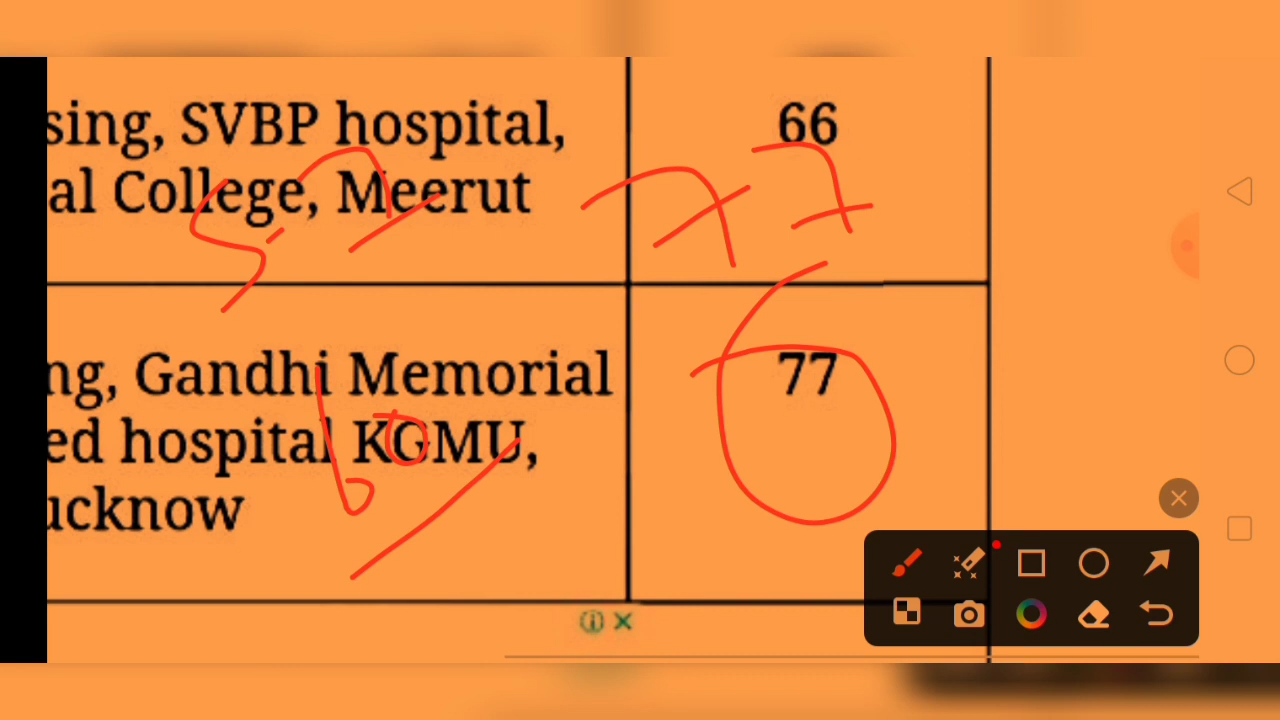 sing, SVBP hospital,
al College, Meerut
66
ng, Gandhi Memorial
ed hospital KGMU,
ucknow
77